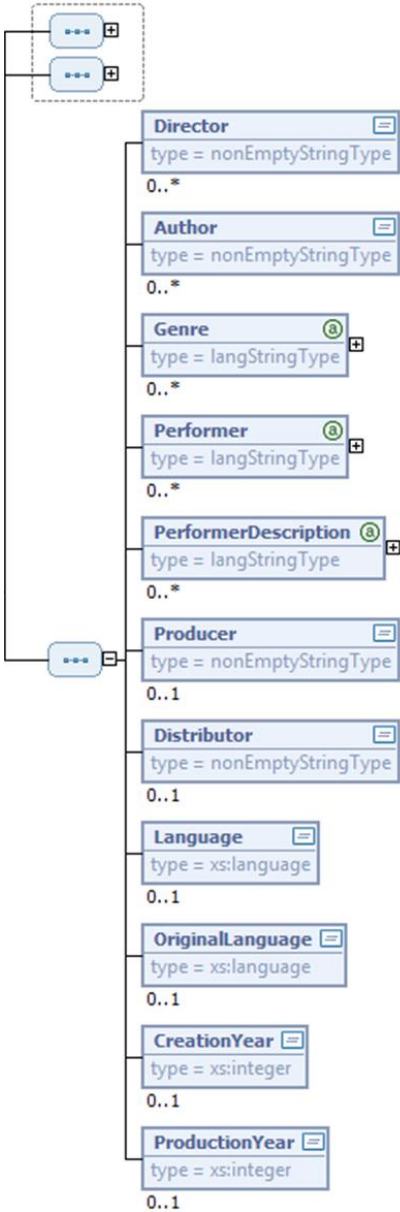 Director
type = nonEmptyStringType
0..*
Author
type = nonEmptyStringType
0..*
Genre
type = langStringType
0..*
Performer
type = langStringType
0..*
PerformerDescription
type = langStringType
0..*
Producer
type = nonEmptyStringType
0..1
Distributor
type = nonEmptyStringType
0..1
Language
type = xs:language
0..1
OriginalLanguage
type = xs:language
0..1
CreationYear
type = xs:integer
0..1
ProductionYear
type = xs:integer
0..1